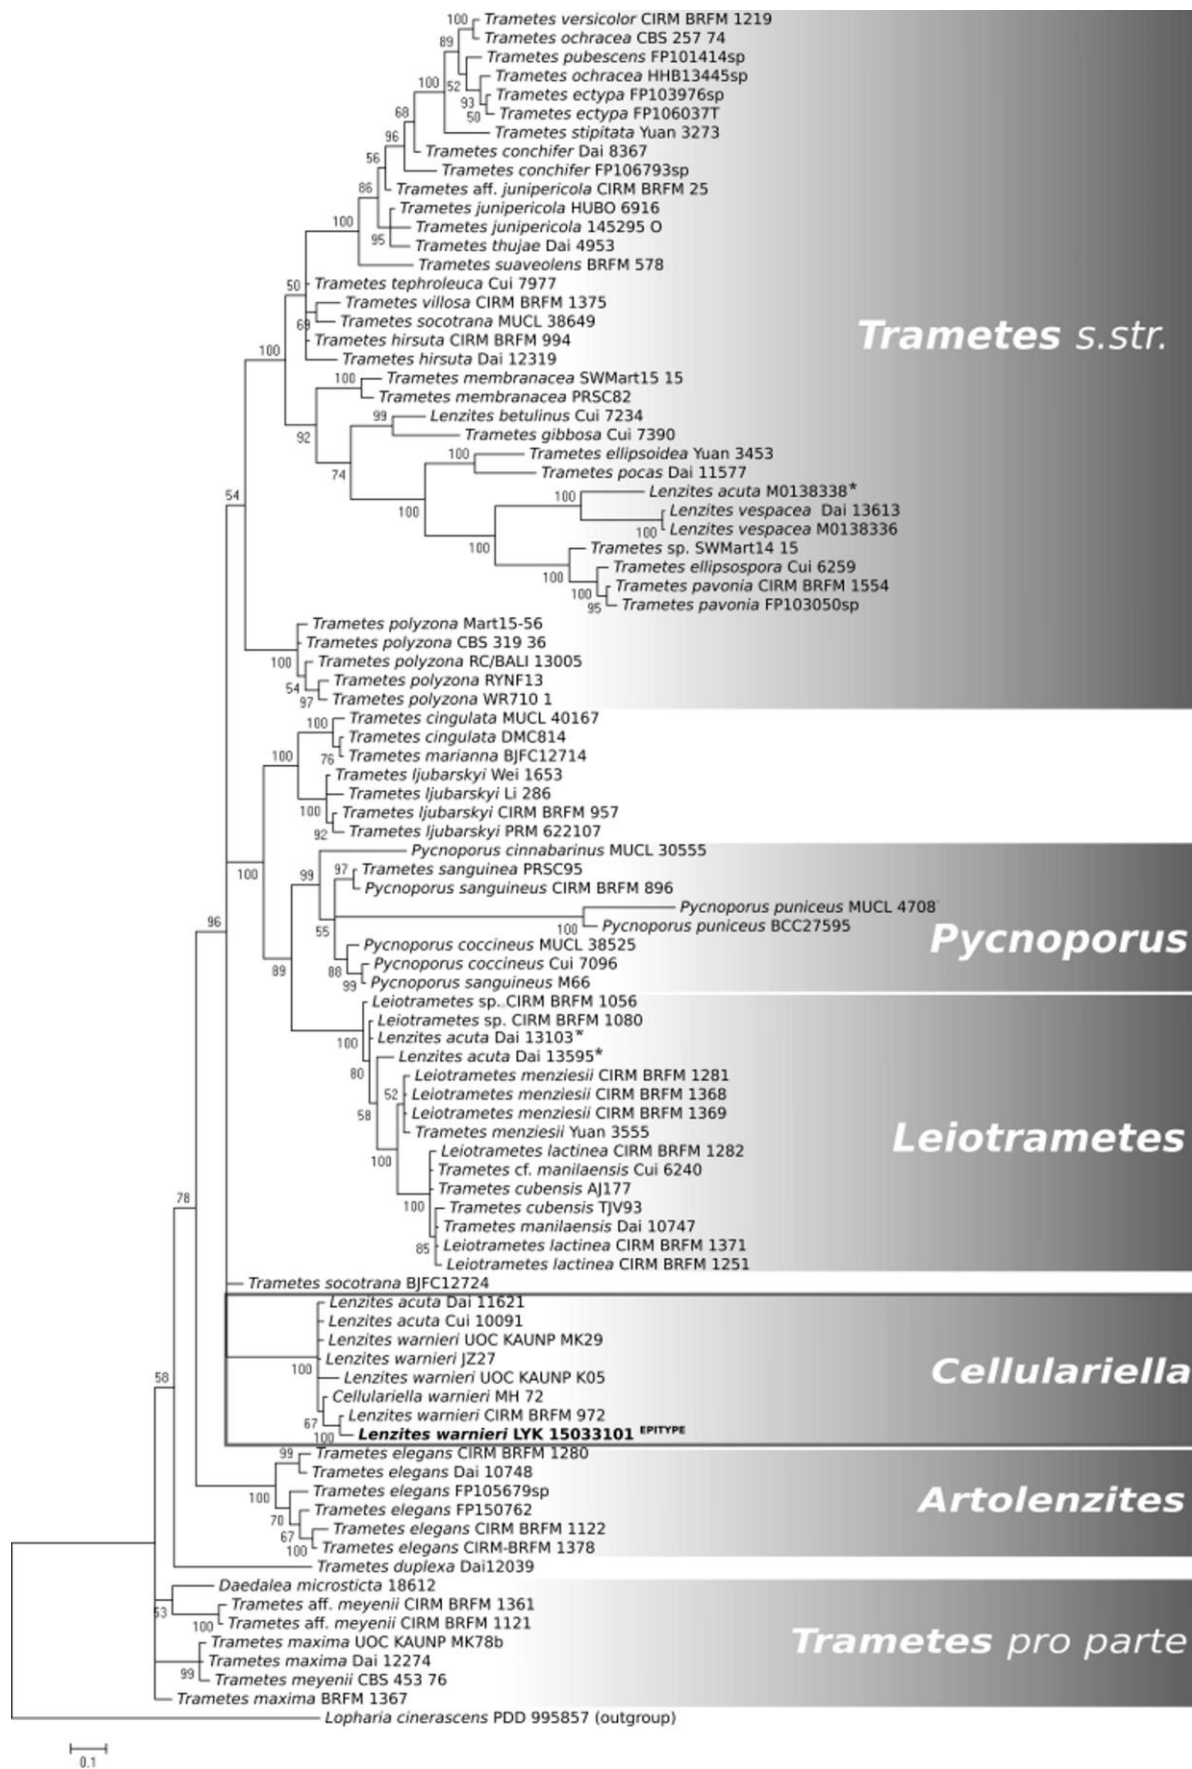 100 Trametes versicolor CIRM BRFM 1219
89 Trametes ochracea CBS 257 74
Trametes pubescens FP101414sp
100 52 Trametes ochracea HHB13445sp
93 Trametes ectypa FP103976sp
68 50 Trametes ectypa FP106037T
Trametes stipitata Yuan 3273
96 Trametes conchifer Dai 8367
56 Trametes conchifer FP106793sp
86 Trametes aff. junipericola CIRM BRFM 25
Trametes junipericola HUBO 6916
100 Trametes junipericola 145295 O
95 Trametes thujae Dai 4953
Trametes suaveolens BRFM 578
50 Trametes tephroleuca Cui 7977
Trametes villosa CIRM BRFM 1375
69 Trametes socotrana MUCL 38649
Trametes s.str.
Trametes hirsuta CIRM BRFM 994
100 Trametes hirsuta Dai 12319
100 Trametes membranacea SWMart15 15
Trametes membranacea PRSC82
99 Lenzites betulinus Cui 7234
92 Trametes gibbosa Cui 7390
100 Trametes ellipsoidea Yuan 3453
74 Trametes pocas Dai 11577
54 100 Lenzites acuta M0138338*
100 Lenzites vespacea Dai 13613
100 Lenzites vespacea M0138336
100 Trametes sp. SWMart14 15
100 Trametes ellipsospora Cui 6259
100 Trametes pavonia CIRM BRFM 1554
95 Trametes pavonia FP103050sp
Trametes polyzona Mart15-56
Trametes polyzona CBS 319 36
100 Trametes polyzona RC/BALI 13005
54 Trametes polyzona RYNF13
97 Trametes polyzona WR710 1
100 Trametes cingulata MUCL 40167
Trametes cingulata DMC814
100 76 Trametes marianna BJFC12714
Trametes ljubarskyi Wei 1653
Trametes ljubarskyi Li 286
100 Trametes ljubarskyi CIRM BRFM 957
92 Trametes ljubarskyi PRM 622107
Pycnoporus cinnabarinus MUCL 30555
100 99 97 Trametes sanguinea PRSC95
Pycnoporus sanguineus CIRM BRFM 896
Pycnoporus puniceus MUCL 4708
96 55 100 Pycnoporus puniceus BCC27595
Pycnoporus
Pycnoporus coccineus MUCL 38525
89 88 Pycnoporus coccineus Cui 7096
99 Pycnoporus sanguineus M66
Leiotrametes sp. CIRM BRFM 1056
Leiotrametes sp. CIRM BRFM 1080
100 Lenzites acuta Dai 13103*
Lenzites acuta Dai 13595*
80 Leiotrametes menziesii CIRM BRFM 1281
52 Leiotrametes menziesii CIRM BRFM 1368
58 Leiotrametes menziesii CIRM BRFM 1369
Trametes menziesii Yuan 3555
Leiotrametes
100 Leiotrametes lactinea CIRM BRFM 1282
Trametes cf. manilaensis Cui 6240
Trametes cubensis AJ177
78 100 Trametes cubensis TJV93
Trametes manilaensis Dai 10747
85 Leiotrametes lactinea CIRM BRFM 1371
Leiotrametes lactinea CIRM BRFM 1251
Trametes socotrana BJFC12724
Lenzites acuta Dai 11621
Lenzites acuta Cui 10091
Lenzites warnieri UOC KAUNP MK29
Lenzites warnieri JZ27
100 Cellulariella
58 Lenzites warnieri UOC KAUNP K05
Cellulariella warnieri MH 72
67 Lenzites warnieri CIRM BRFM 972
100 Lenzites warnieri LYK 15033101 EPITYPE
99 Trametes elegans CIRM BRFM 1280
Trametes elegans Dai 10748
100 Trametes elegans FP105679sp
Artolenzites
70 Trametes elegans FP150762
67 Trametes elegans CIRM BRFM 1122
100 Trametes elegans CIRM-BRFM 1378
Trametes duplexa Dai12039
Daedalea microsticta 18612
53 Trametes aff. meyenii CIRM BRFM 1361
100 Trametes aff. meyenii CIRM BRFM 1121
Trametes maxima UOC KAUNP MK78b
Trametes pro parte
Trametes maxima Dai 12274
99 Trametes meyenii CBS 453 76
Trametes maxima BRFM 1367
Lopharia cinerascens PDD 995857 (outgroup)
0.1